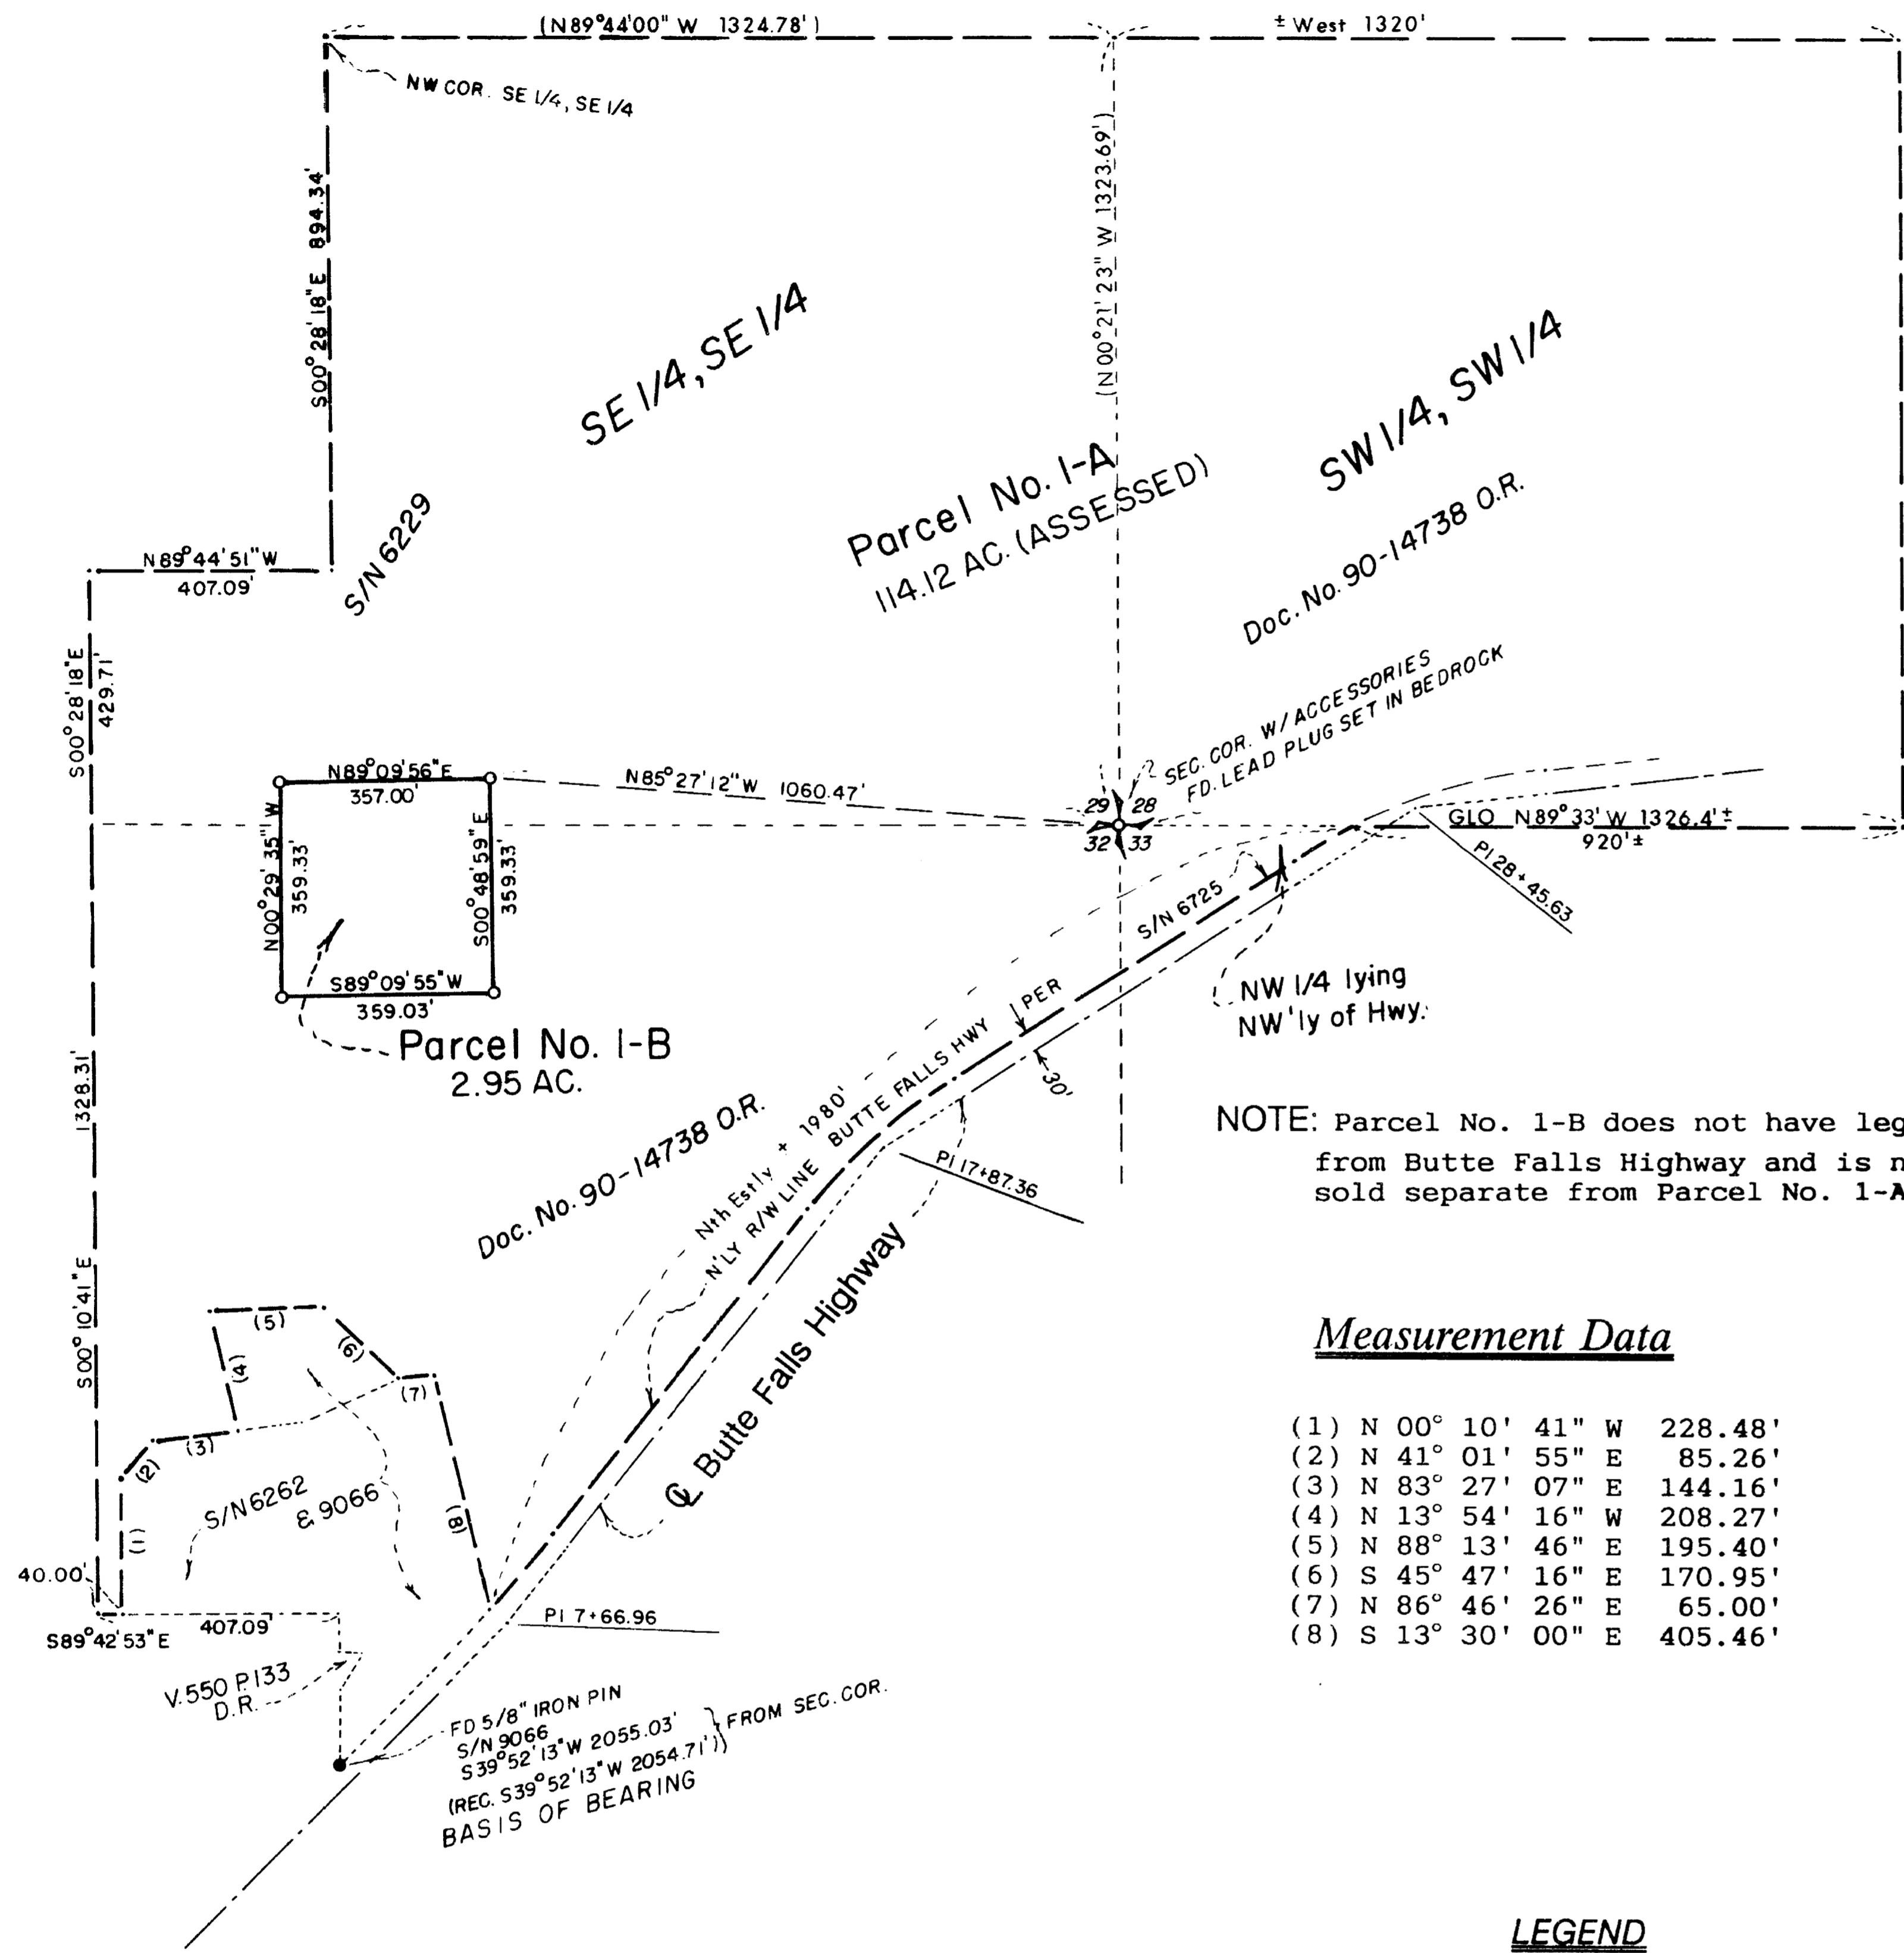 (N89°44'00" W 1324.78')
± West 1320'
NW COR. SE 1/4, SE 1/4
S00°28'18"E 894.34'
(N00°21'23" W 1323.69')
SE 1/4, SE 1/4
SW 1/4, SW 1/4
Parcel No. 1-A
114.12 AC. (ASSESSED)
Doc. No. 90-14738 O.R.
N89°44'51"W
407.09'
S/N 6229
S00°28'18"E
429.71'
SEC. COR. W/ ACCESSORIES
FD. LEAD PLUG SET IN BEDROCK
N89°09'56"E
357.00'
N85°27'12"W 1060.47'
29 28
32 33
GLO N89°33' W 1326.4'±
920'±
PI 28+45.63
N00°29'35" W
359.33'
S00°48'59"E
359.33'
S89°09'55"W
359.03'
S/N 6725
NW 1/4 lying
NW'ly of Hwy.
Parcel No. 1-B
2.95 AC.
1328.31'
S00°10'41"E
Doc. No. 90-14738 O.R.
Nth Estly + 1980'
N'LY R/W LINE BUTTE FALLS HWY PER
30'
PI 17+87.36
NOTE: Parcel No. 1-B does not have leg
from Butte Falls Highway and is n
sold separate from Parcel No. 1-A
℄ Butte Falls Highway
Measurement Data
(1) N 00° 10' 41" W 228.48'
(2) N 41° 01' 55" E 85.26'
(3) N 83° 27' 07" E 144.16'
(4) N 13° 54' 16" W 208.27'
(5) N 88° 13' 46" E 195.40'
(6) S 45° 47' 16" E 170.95'
(7) N 86° 46' 26" E 65.00'
(8) S 13° 30' 00" E 405.46'
(5)
(6)
(4)
(7)
(3)
(2)
(8)
(1)
S/N 6262
& 9066
40.00'
407.09'
S89°42'53"E
PI 7+66.96
V. 550 P. 133
D.R.
FD 5/8" IRON PIN
S/N 9066
S39°52'13"W 2055.03'
(REC. S39°52'13"W 2054.71')
FROM SEC. COR.
BASIS OF BEARING
LEGEND